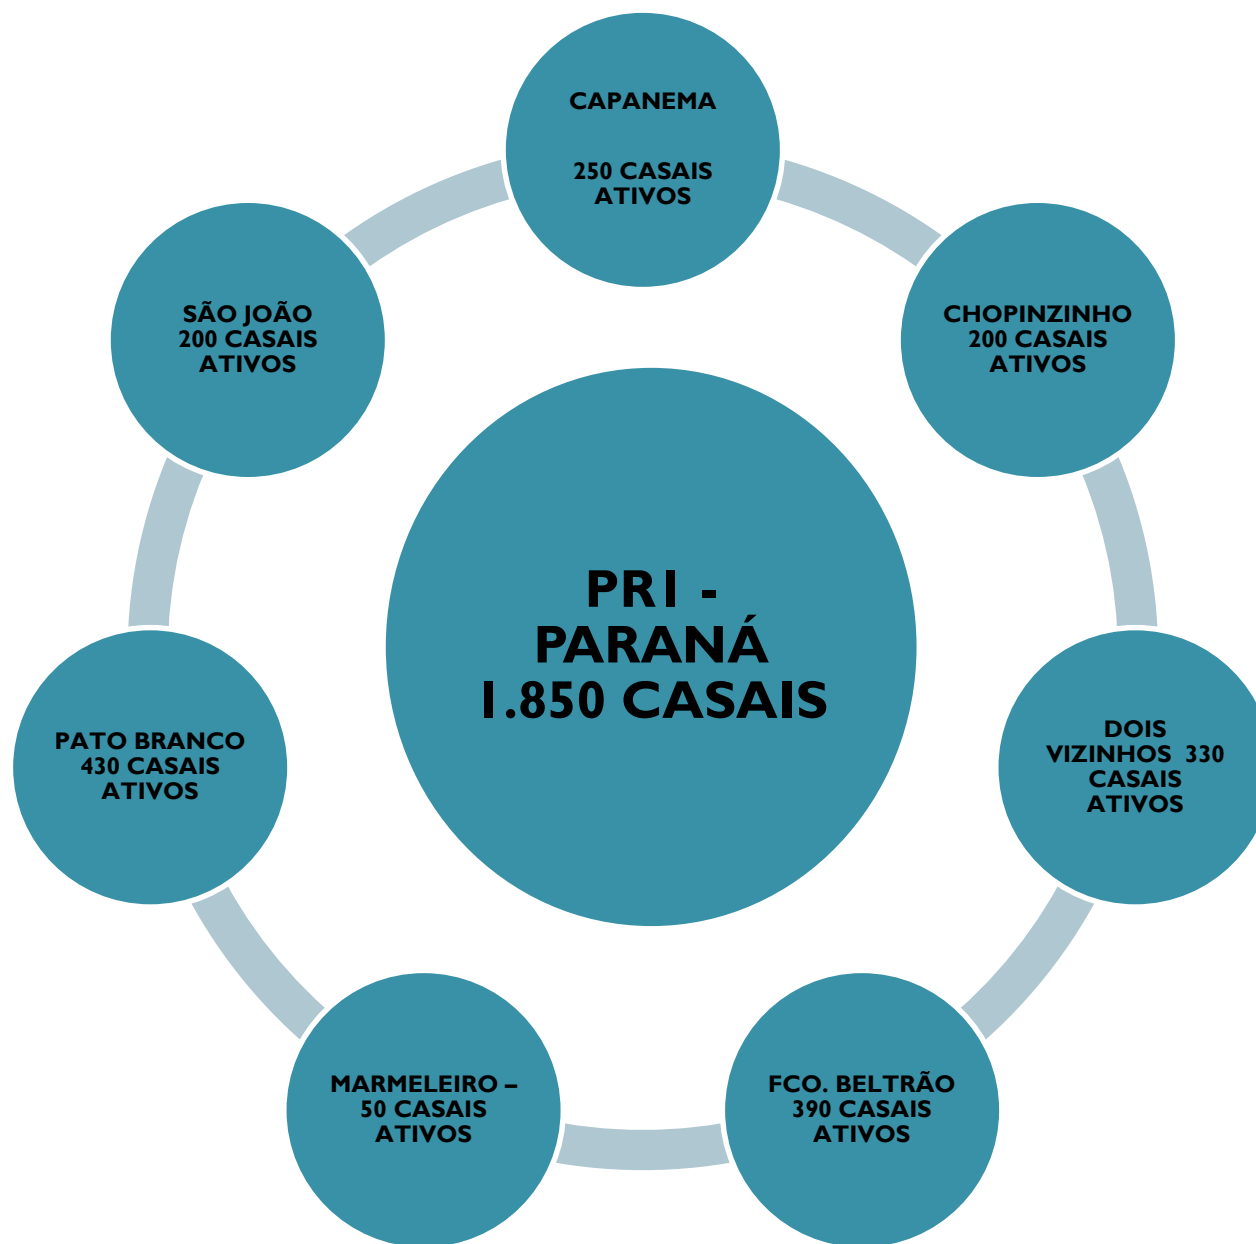 CAPANEMA
250 CASAIS
ATIVOS
CHOPINZINHO
200 CASAIS
ATIVOS
DOIS
VIZINHOS 330
CASAIS
ATIVOS
FCO. BELTRÃO
390 CASAIS
ATIVOS
MARMELEIRO –
50 CASAIS
ATIVOS
PATO BRANCO
430 CASAIS
ATIVOS
SÃO JOÃO
200 CASAIS
ATIVOS
PR1 -
PARANÁ
1.850 CASAIS